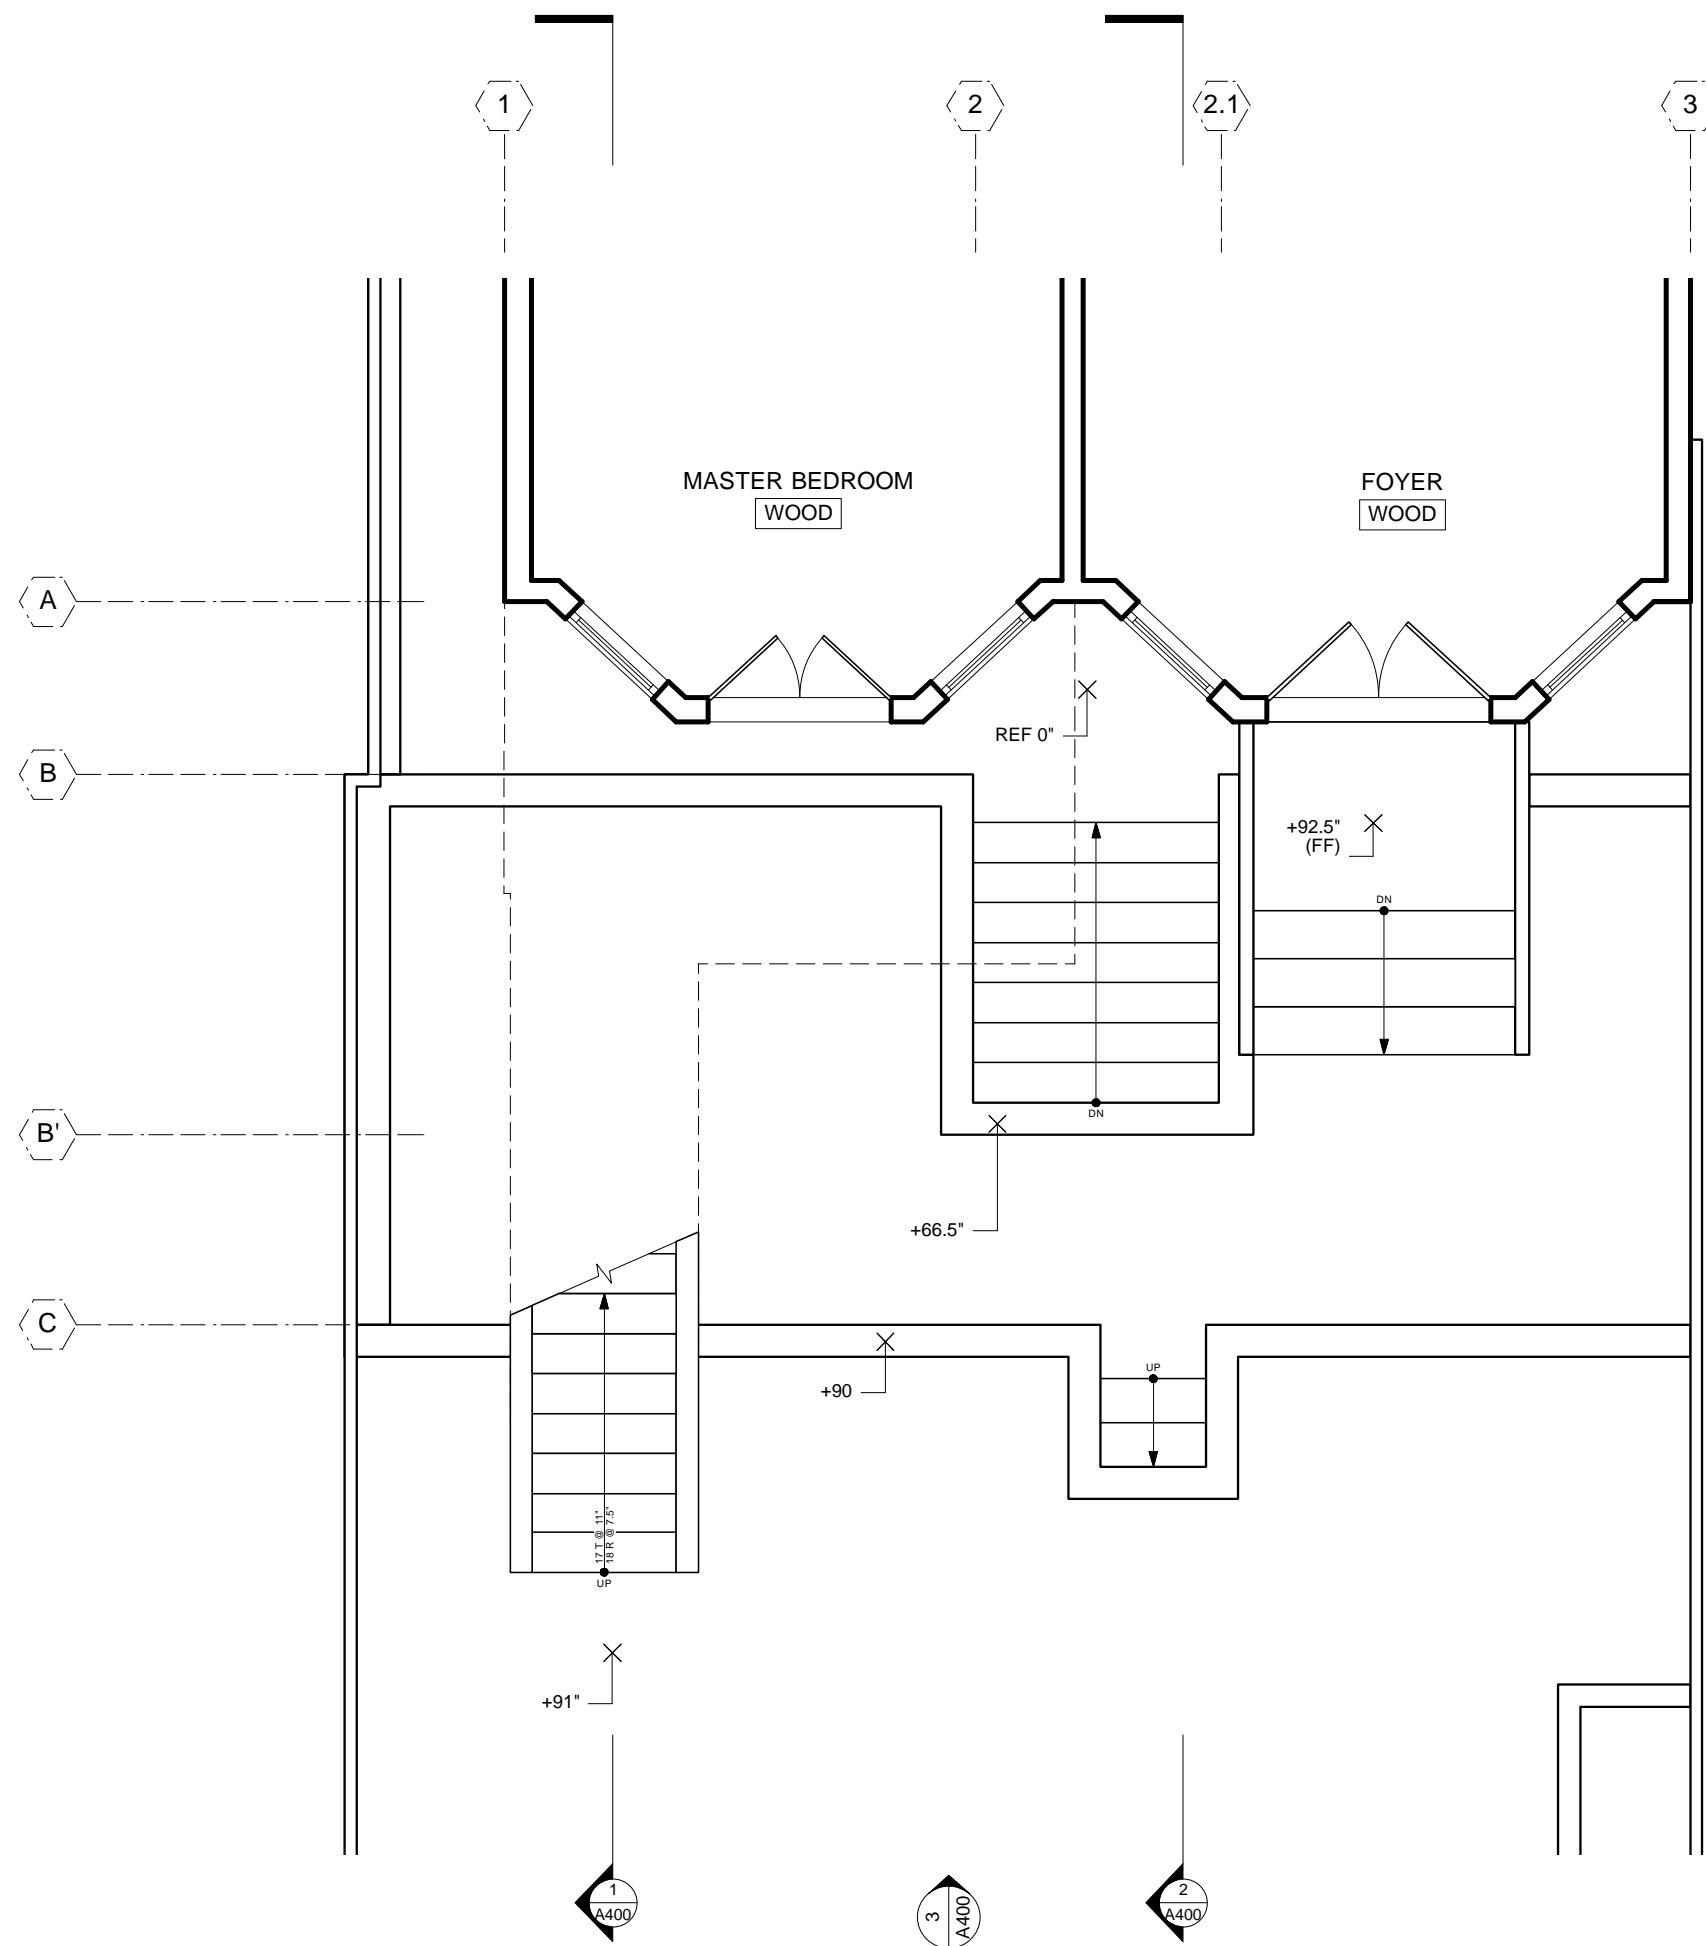 1
2
2.1
3
MASTER BEDROOM
WOOD
FOYER
WOOD
A
REF 0"
B
+92.5"
(FF)
DN
DN
B'
+66.5"
C
UP
+90
17 T @ 11"
18 R @ 7.5"
UP
+91"
1
A400
3
A400
2
A400